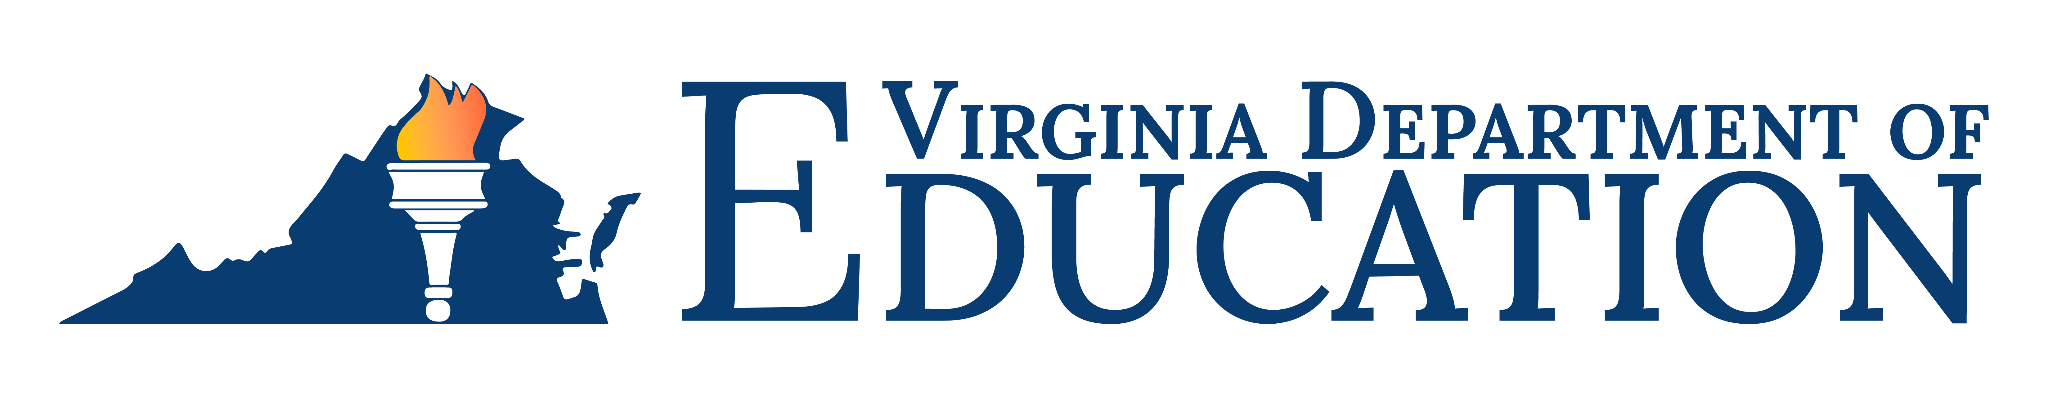 VIRGINIA DEPARTMENT OF
EDUCATION